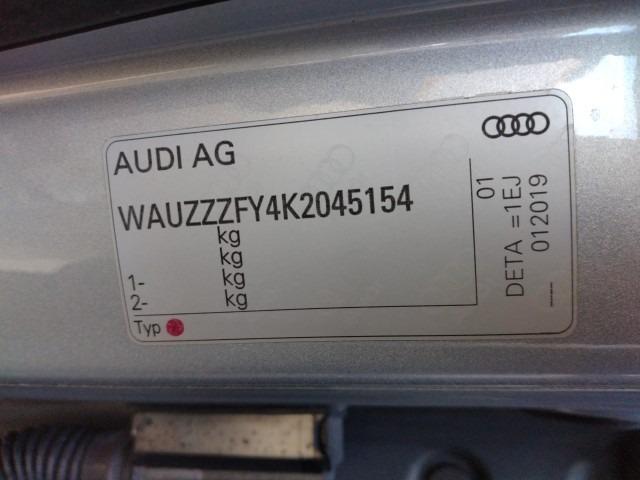 AUDI AG
WAUZZZFY4K2045154
kg
kg
1- kg
2- kg
Typ
01
DETA =1EJ
012019